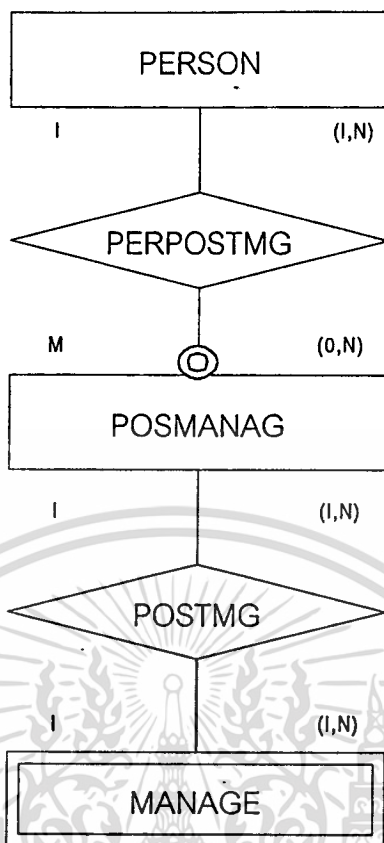 PERSON
I (I,N)
PERPOSTMG
M (0,N)
POSMANAG
I (I,N)
POSTMG
I (I,N)
MANAGE